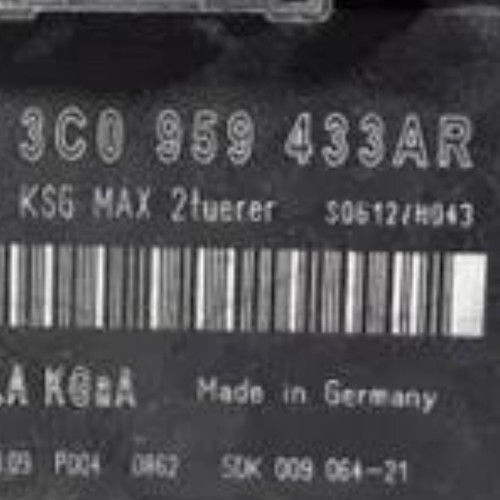 3C0 959 433AR
KSG MAX 2tuerer S0612/H043
KGaA Made in Germany
P004 0862 SDK 009 064-21